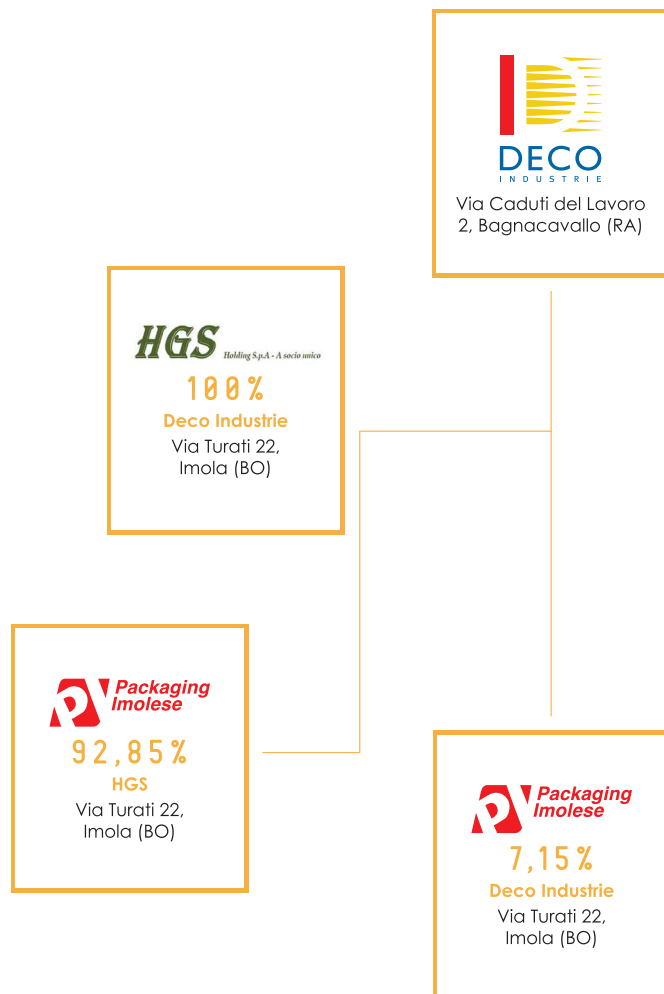 DECO
INDUSTRIE
Via Caduti del Lavoro
2, Bagnacavallo (RA)
HGS Holding S.p.A - A socio unico
100%
Deco Industrie
Via Turati 22,
Imola (BO)
Packaging
Imolese
92,85%
HGS
Via Turati 22,
Imola (BO)
Packaging
Imolese
7,15%
Deco Industrie
Via Turati 22,
Imola (BO)